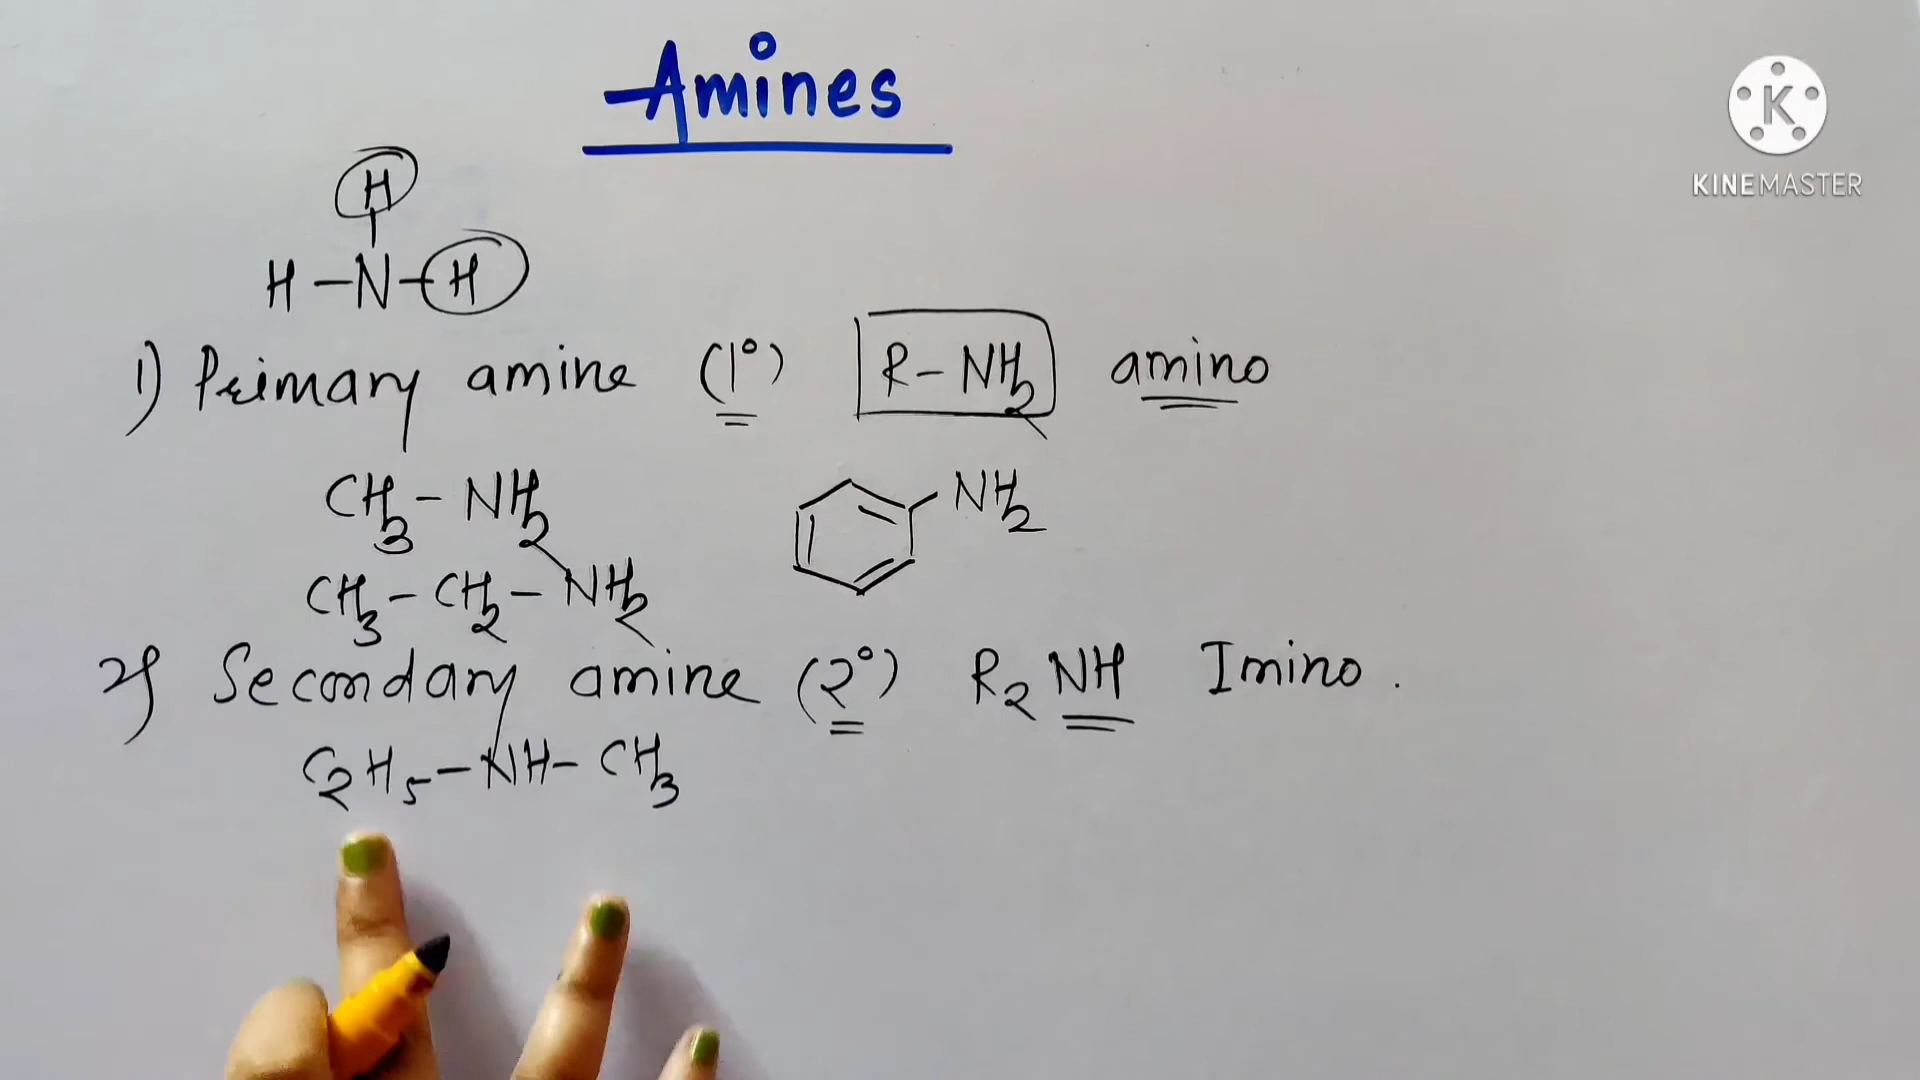 Amines
K
KINEMASTER
H
H-N-H
1) Primary amine (1°) R-NH2 amino
CH3-NH2 NH2
CH3-CH2-NH2
2) Secondary amine (2°) R2NH Imino.
C2H5-NH-CH3